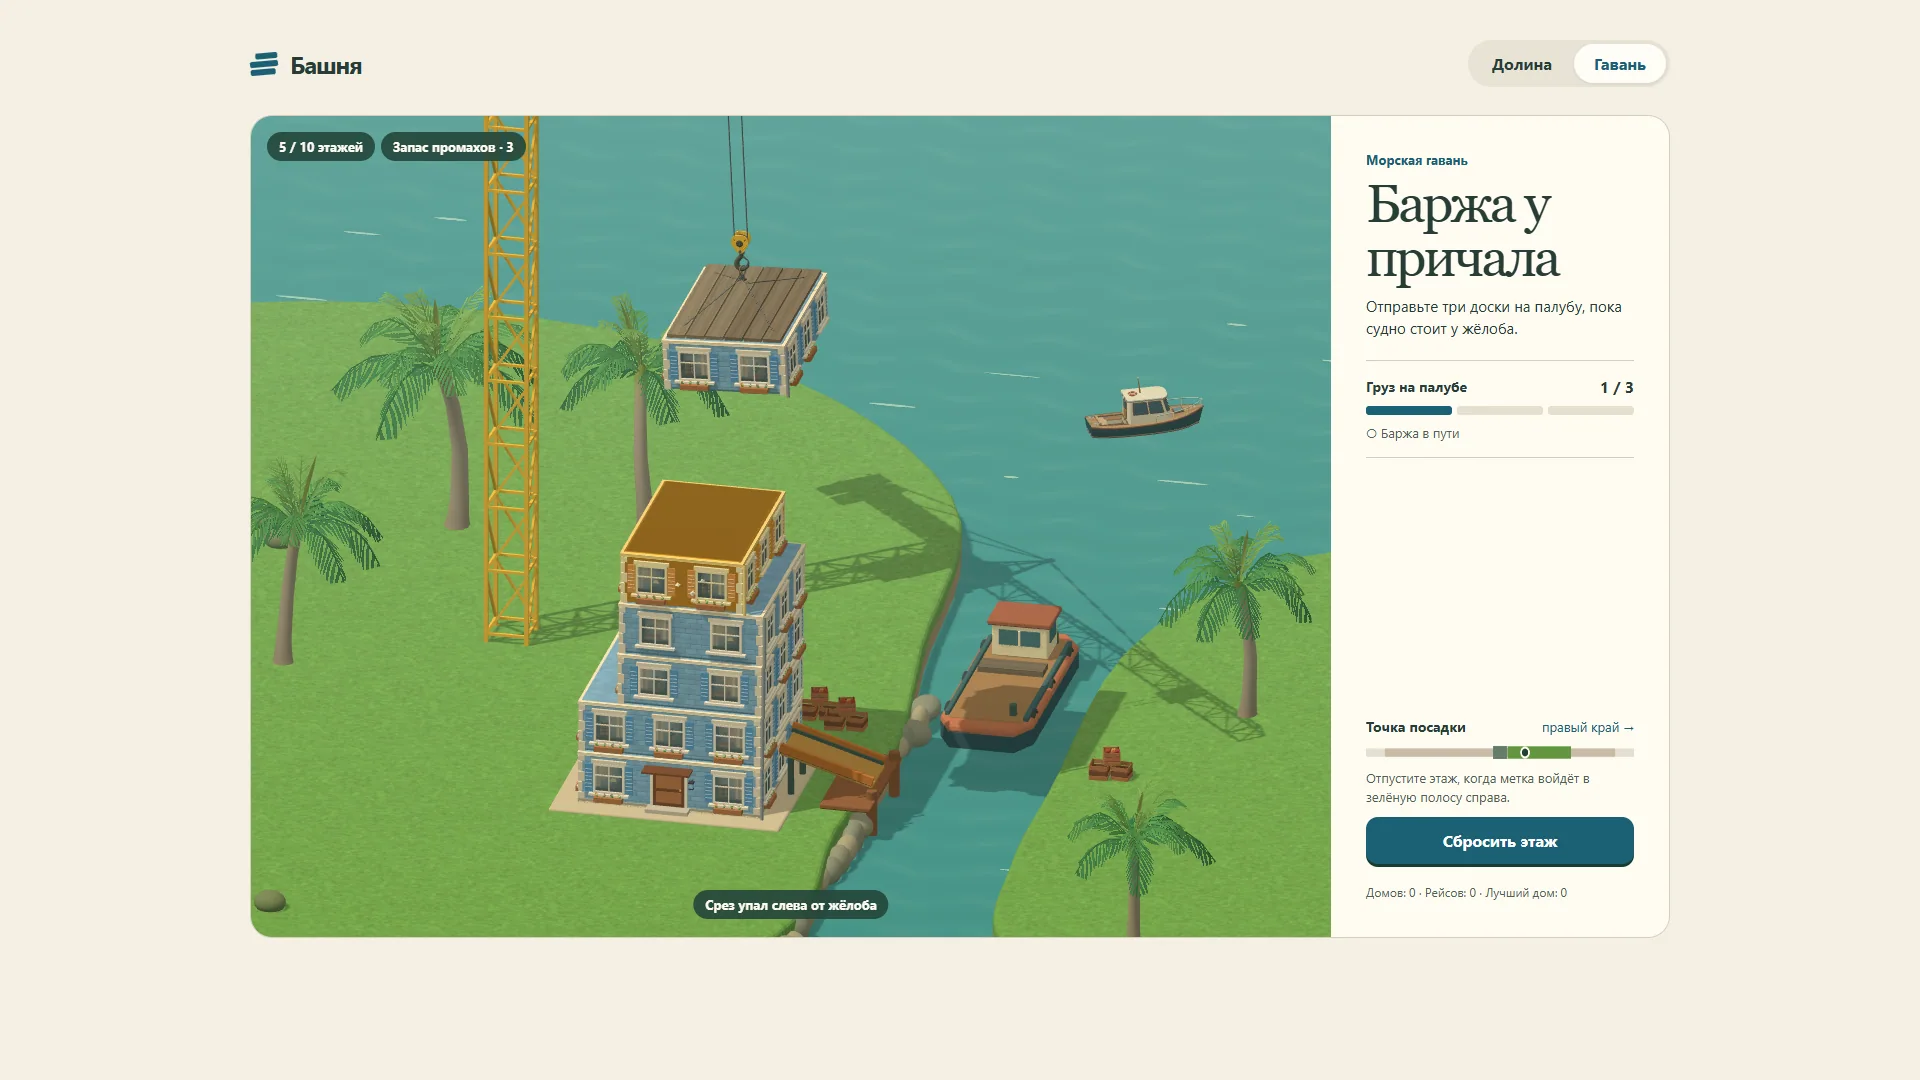 Башня
Долина
Гавань
5 / 10 этажей
Запас промахов · 3
Срез упал слева от жёлоба
Морская гавань
Баржа у
причала
Отправьте три доски на палубу, пока
судно стоит у жёлоба.
Груз на палубе 1 / 3
○ Баржа в пути
Точка посадки правый край →
Отпустите этаж, когда метка войдёт в
зелёную полосу справа.
Сбросить этаж
Домов: 0 · Рейсов: 0 · Лучший дом: 0